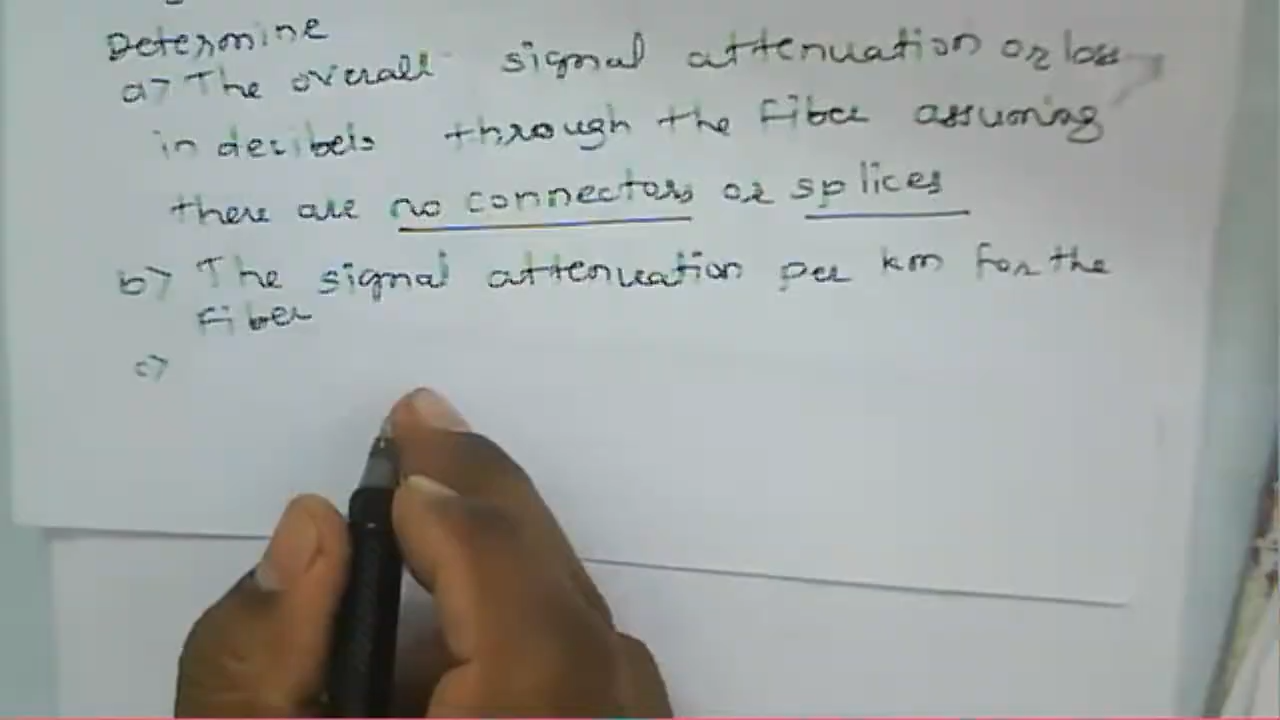 Determine
a) The overall signal attenuation or loss
in decibels through the fiber assuming
there are no connectors or splices
b) The signal attenuation per km for the
fiber
c)